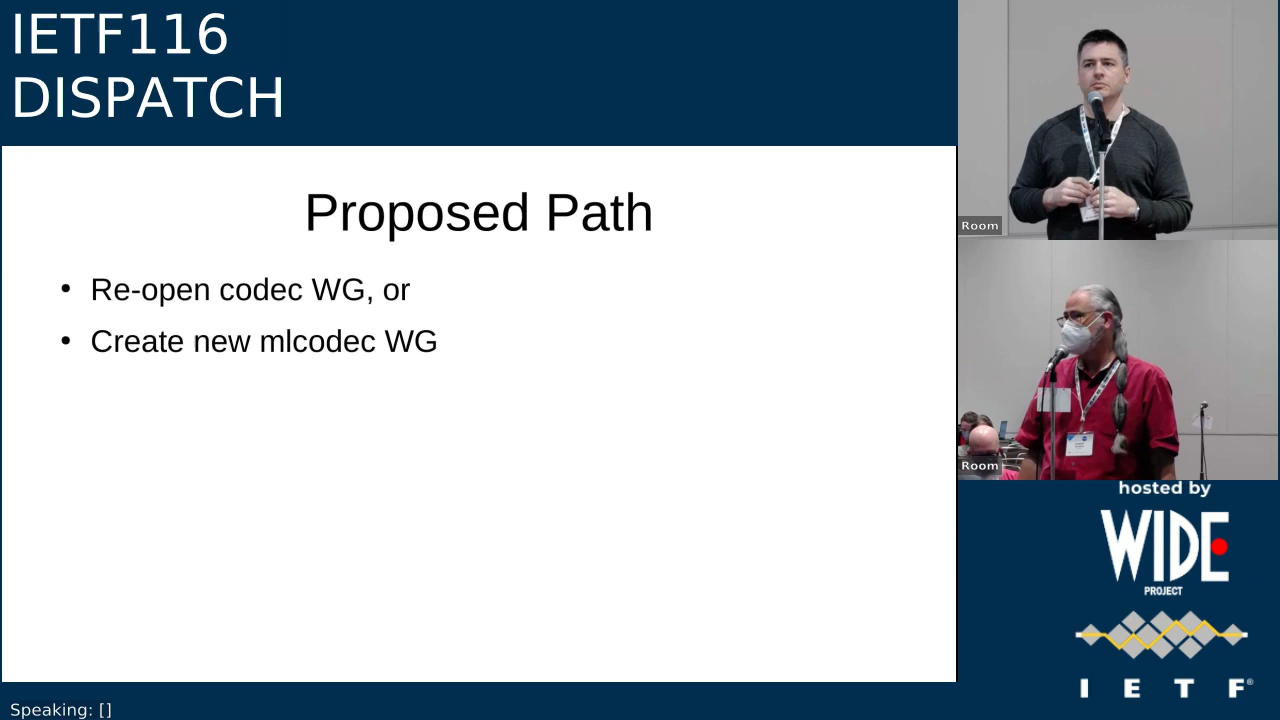 IETF116
DISPATCH
Proposed Path
• Re-open codec WG, or
• Create new mlcodec WG
Room
Room
hosted by
WIDE
PROJECT
I E T F®
Speaking: []